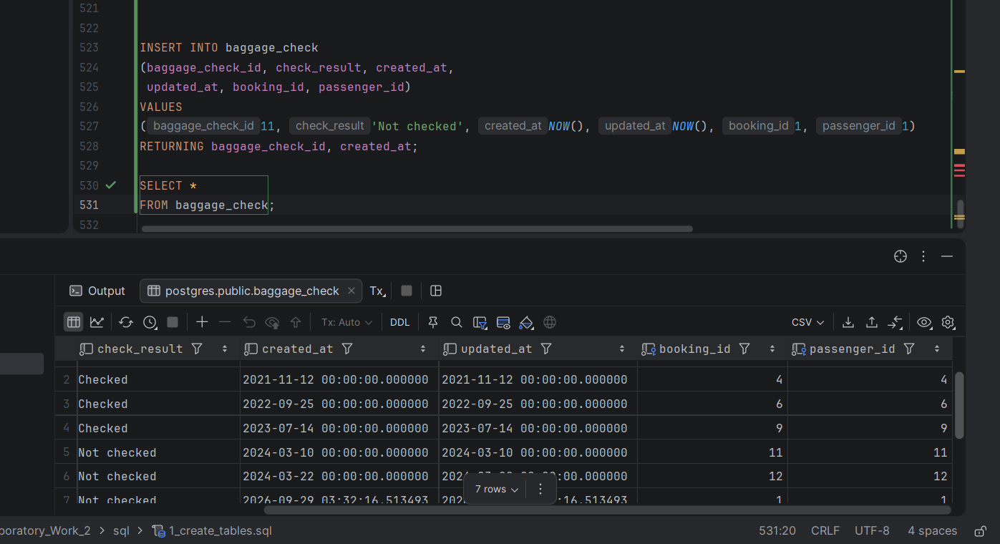 521
522
523 INSERT INTO baggage_check
524 (baggage_check_id, check_result, created_at,
525 updated_at, booking_id, passenger_id)
526 VALUES
527 ( baggage_check_id 11, check_result 'Not checked', created_at NOW(), updated_at NOW(), booking_id 1, passenger_id 1)
528 RETURNING baggage_check_id, created_at;
529
530 SELECT *
531 FROM baggage_check;
532
Output postgres.public.baggage_check Tx
Tx: Auto DDL CSV
check_result created_at updated_at booking_id passenger_id
2 Checked 2021-11-12 00:00:00.000000 2021-11-12 00:00:00.000000 4 4
3 Checked 2022-09-25 00:00:00.000000 2022-09-25 00:00:00.000000 6 6
4 Checked 2023-07-14 00:00:00.000000 2023-07-14 00:00:00.000000 9 9
5 Not checked 2024-03-10 00:00:00.000000 2024-03-10 00:00:00.000000 11 11
6 Not checked 2024-03-22 00:00:00.000000 :00.000000 12 12
7 rows
7 Not checked 2026-09-29 03:32:16.513493 :16.513493 1 1
boratory_Work_2 > sql > 1_create_tables.sql 531:20 CRLF UTF-8 4 spaces